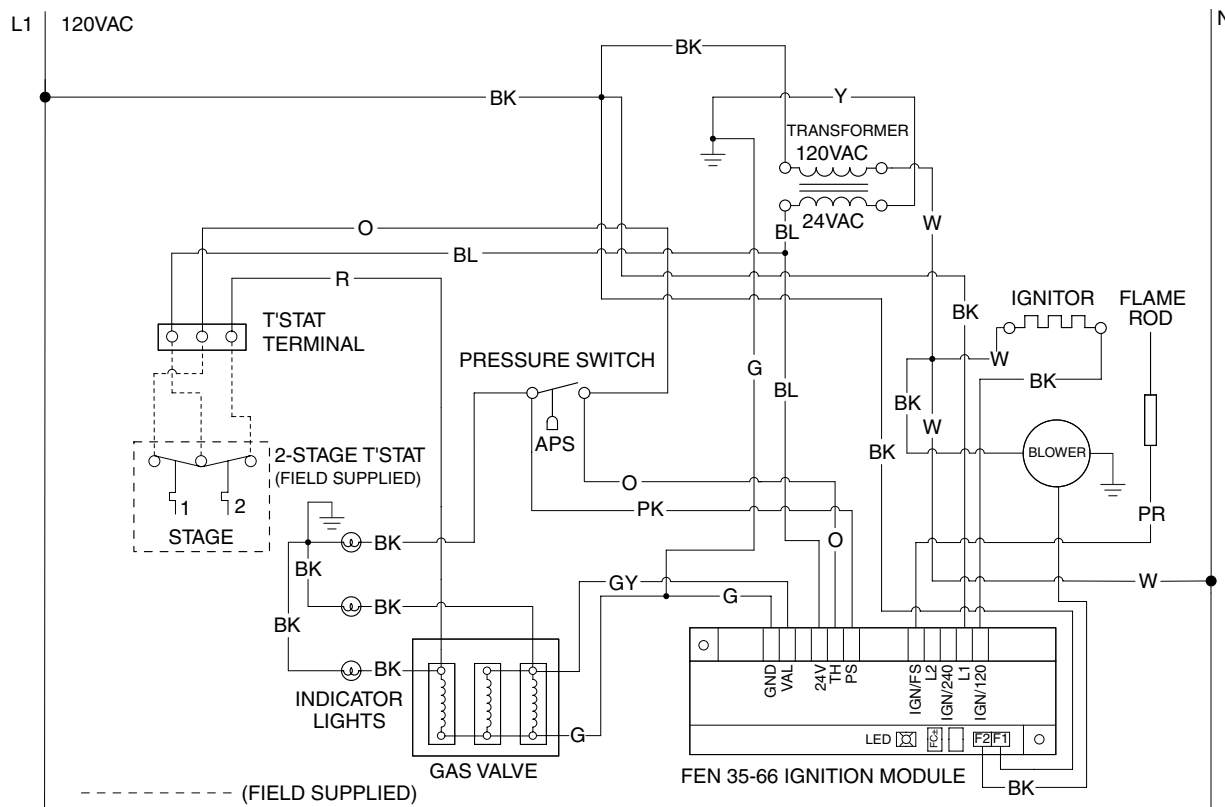 L1
120VAC
N
BK
BK
Y
TRANSFORMER
120VAC
24VAC
BL
W
O
BL
R
T'STAT
TERMINAL
PRESSURE SWITCH
APS
G
BL
BK
BK
IGNITOR
FLAME
ROD
W
BK
BK
W
BLOWER
PR
2-STAGE T'STAT
(FIELD SUPPLIED)
1
2
STAGE
O
PK
O
BK
BK
BK
BK
BK
GY
G
W
INDICATOR
LIGHTS
GAS VALVE
G
GND
VAL
24V
TH
PS
IGN/FS
L2
IGN/240
L1
IGN/120
LED
FC±
F2
F1
BK
FEN 35-66 IGNITION MODULE
(FIELD SUPPLIED)